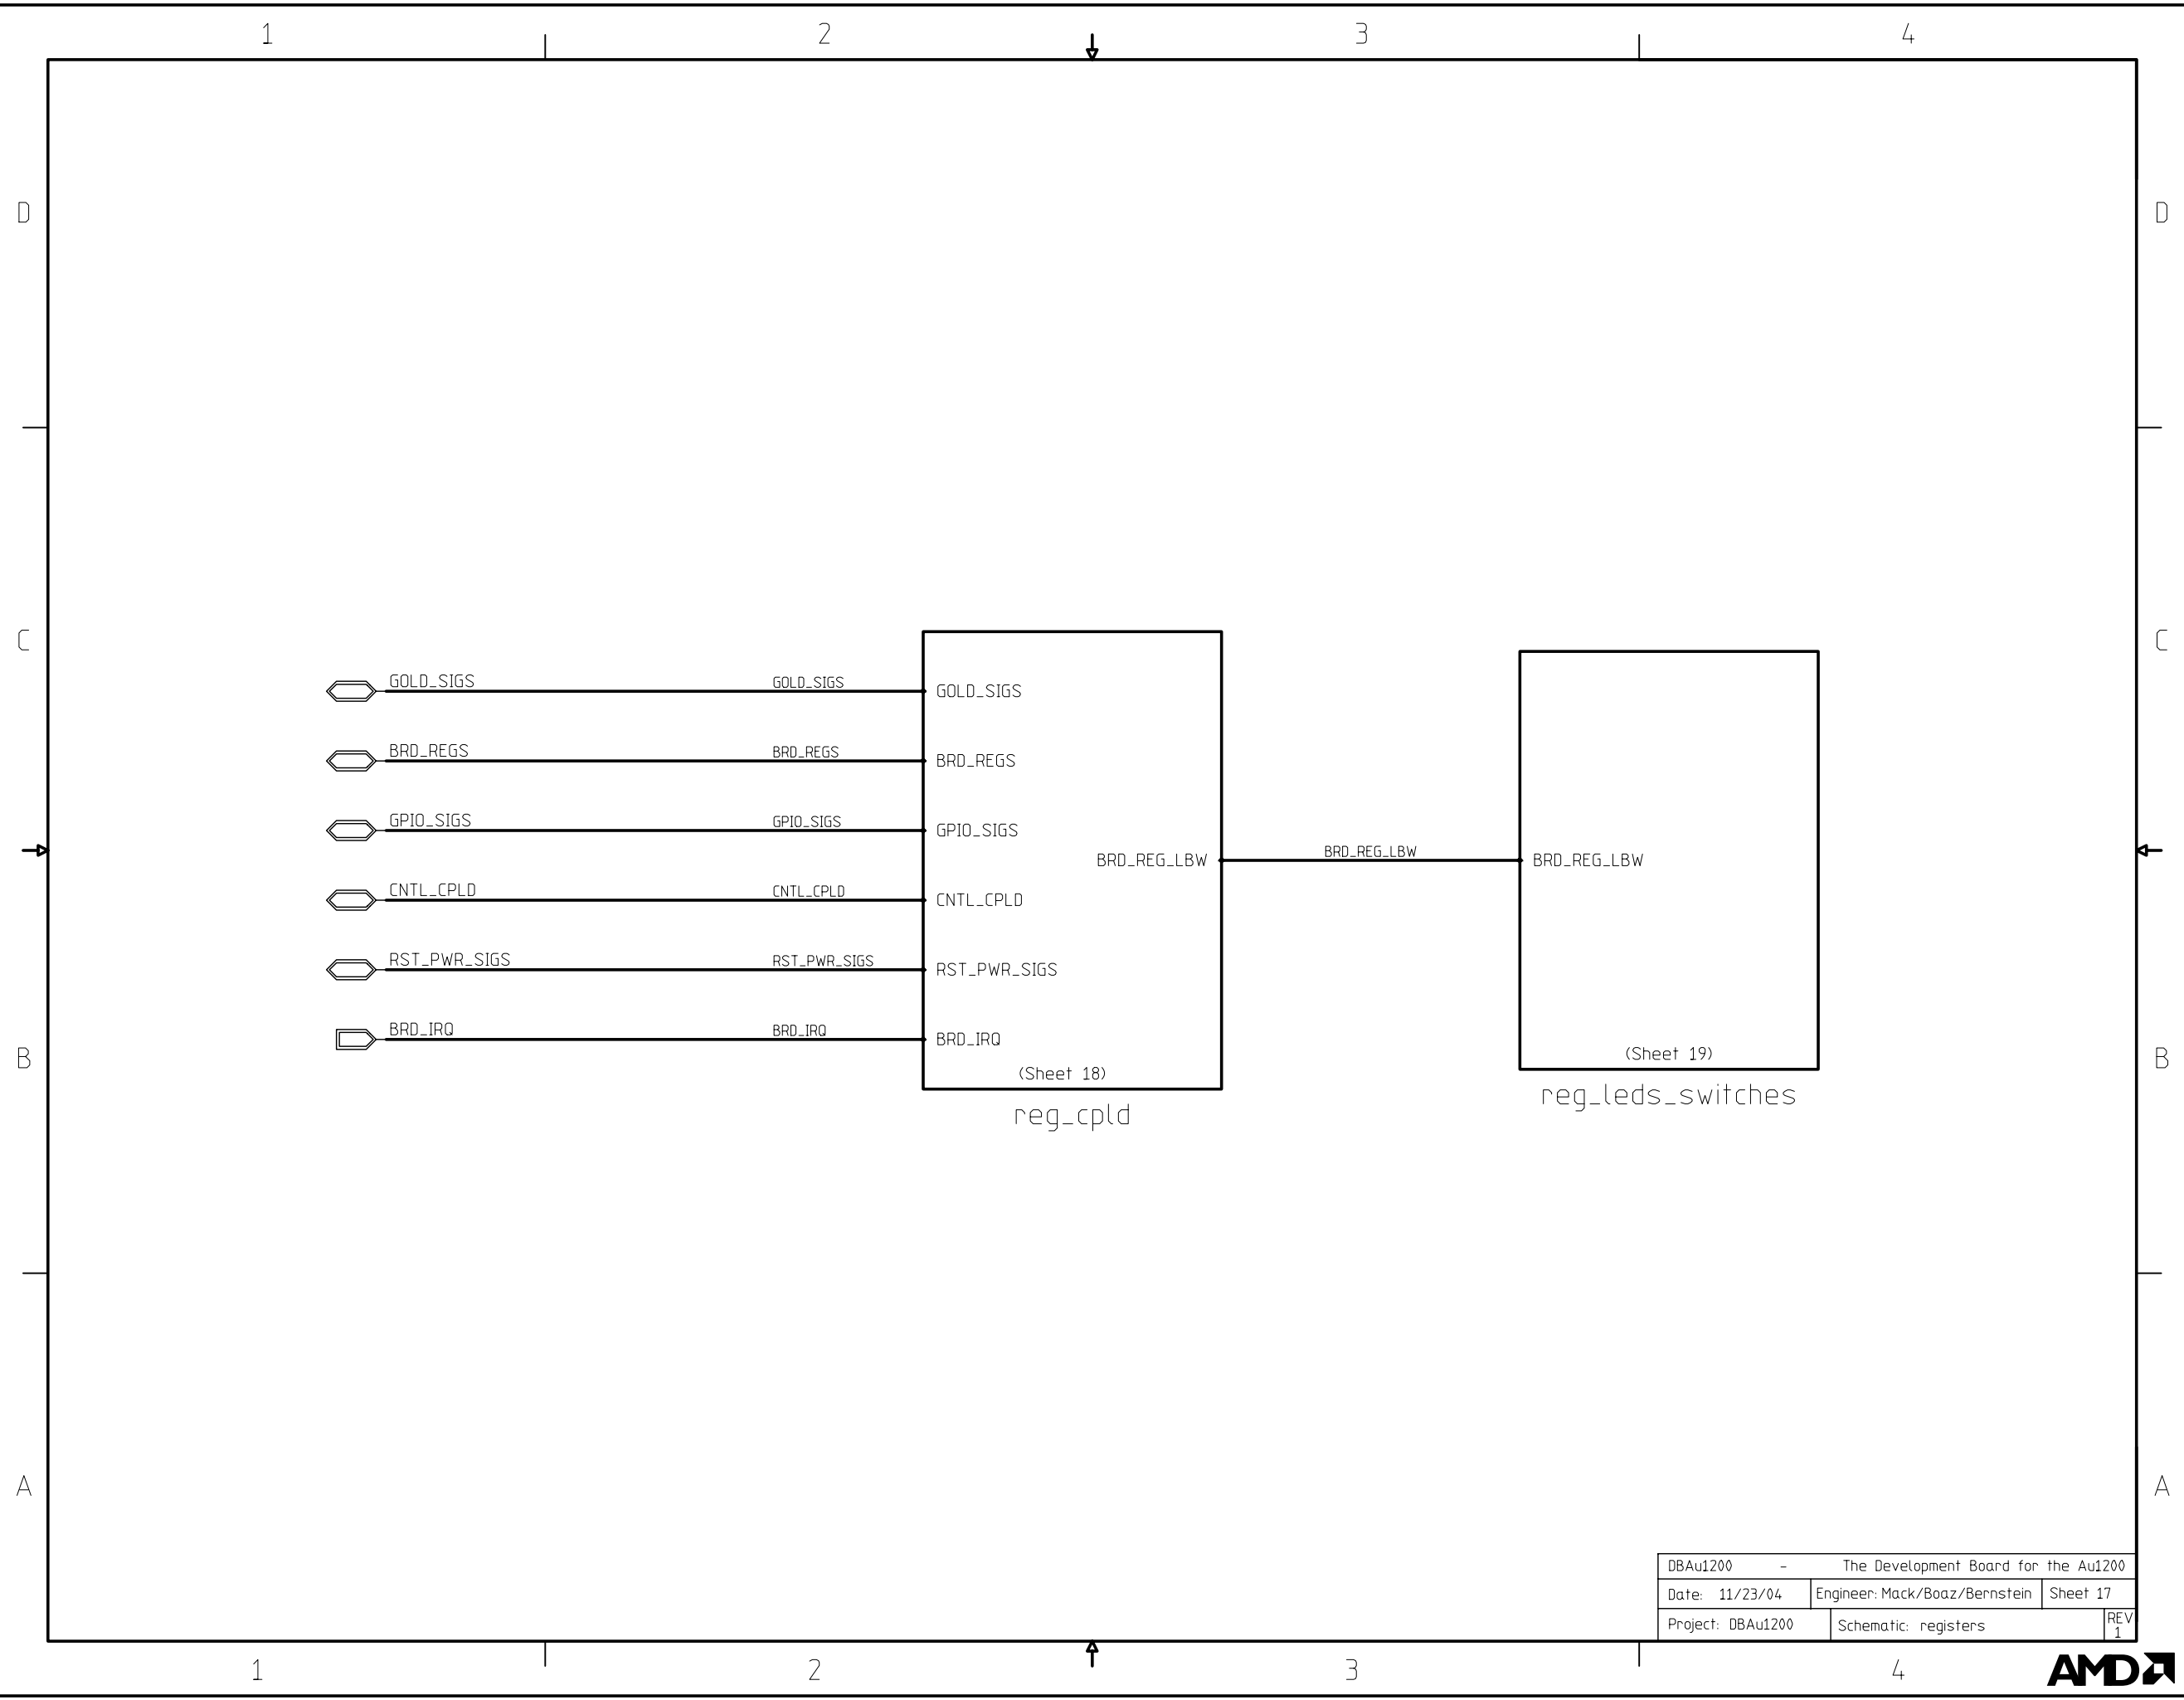 1 2 3 4
D D
C C
GOLD_SIGS GOLD_SIGS GOLD_SIGS
BRD_REGS BRD_REGS BRD_REGS
GPIO_SIGS GPIO_SIGS GPIO_SIGS
BRD_REG_LBW BRD_REG_LBW BRD_REG_LBW
CNTL_CPLD CNTL_CPLD CNTL_CPLD
RST_PWR_SIGS RST_PWR_SIGS RST_PWR_SIGS
BRD_IRQ BRD_IRQ BRD_IRQ
(Sheet 18)
(Sheet 19)
B B
reg_cpld
reg_leds_switches
A A
DBAu1200 - The Development Board for the Au1200
Date: 11/23/04 Engineer: Mack/Boaz/Bernstein Sheet 17
Project: DBAu1200 Schematic: registers REV
1
1 2 3 4
AMD